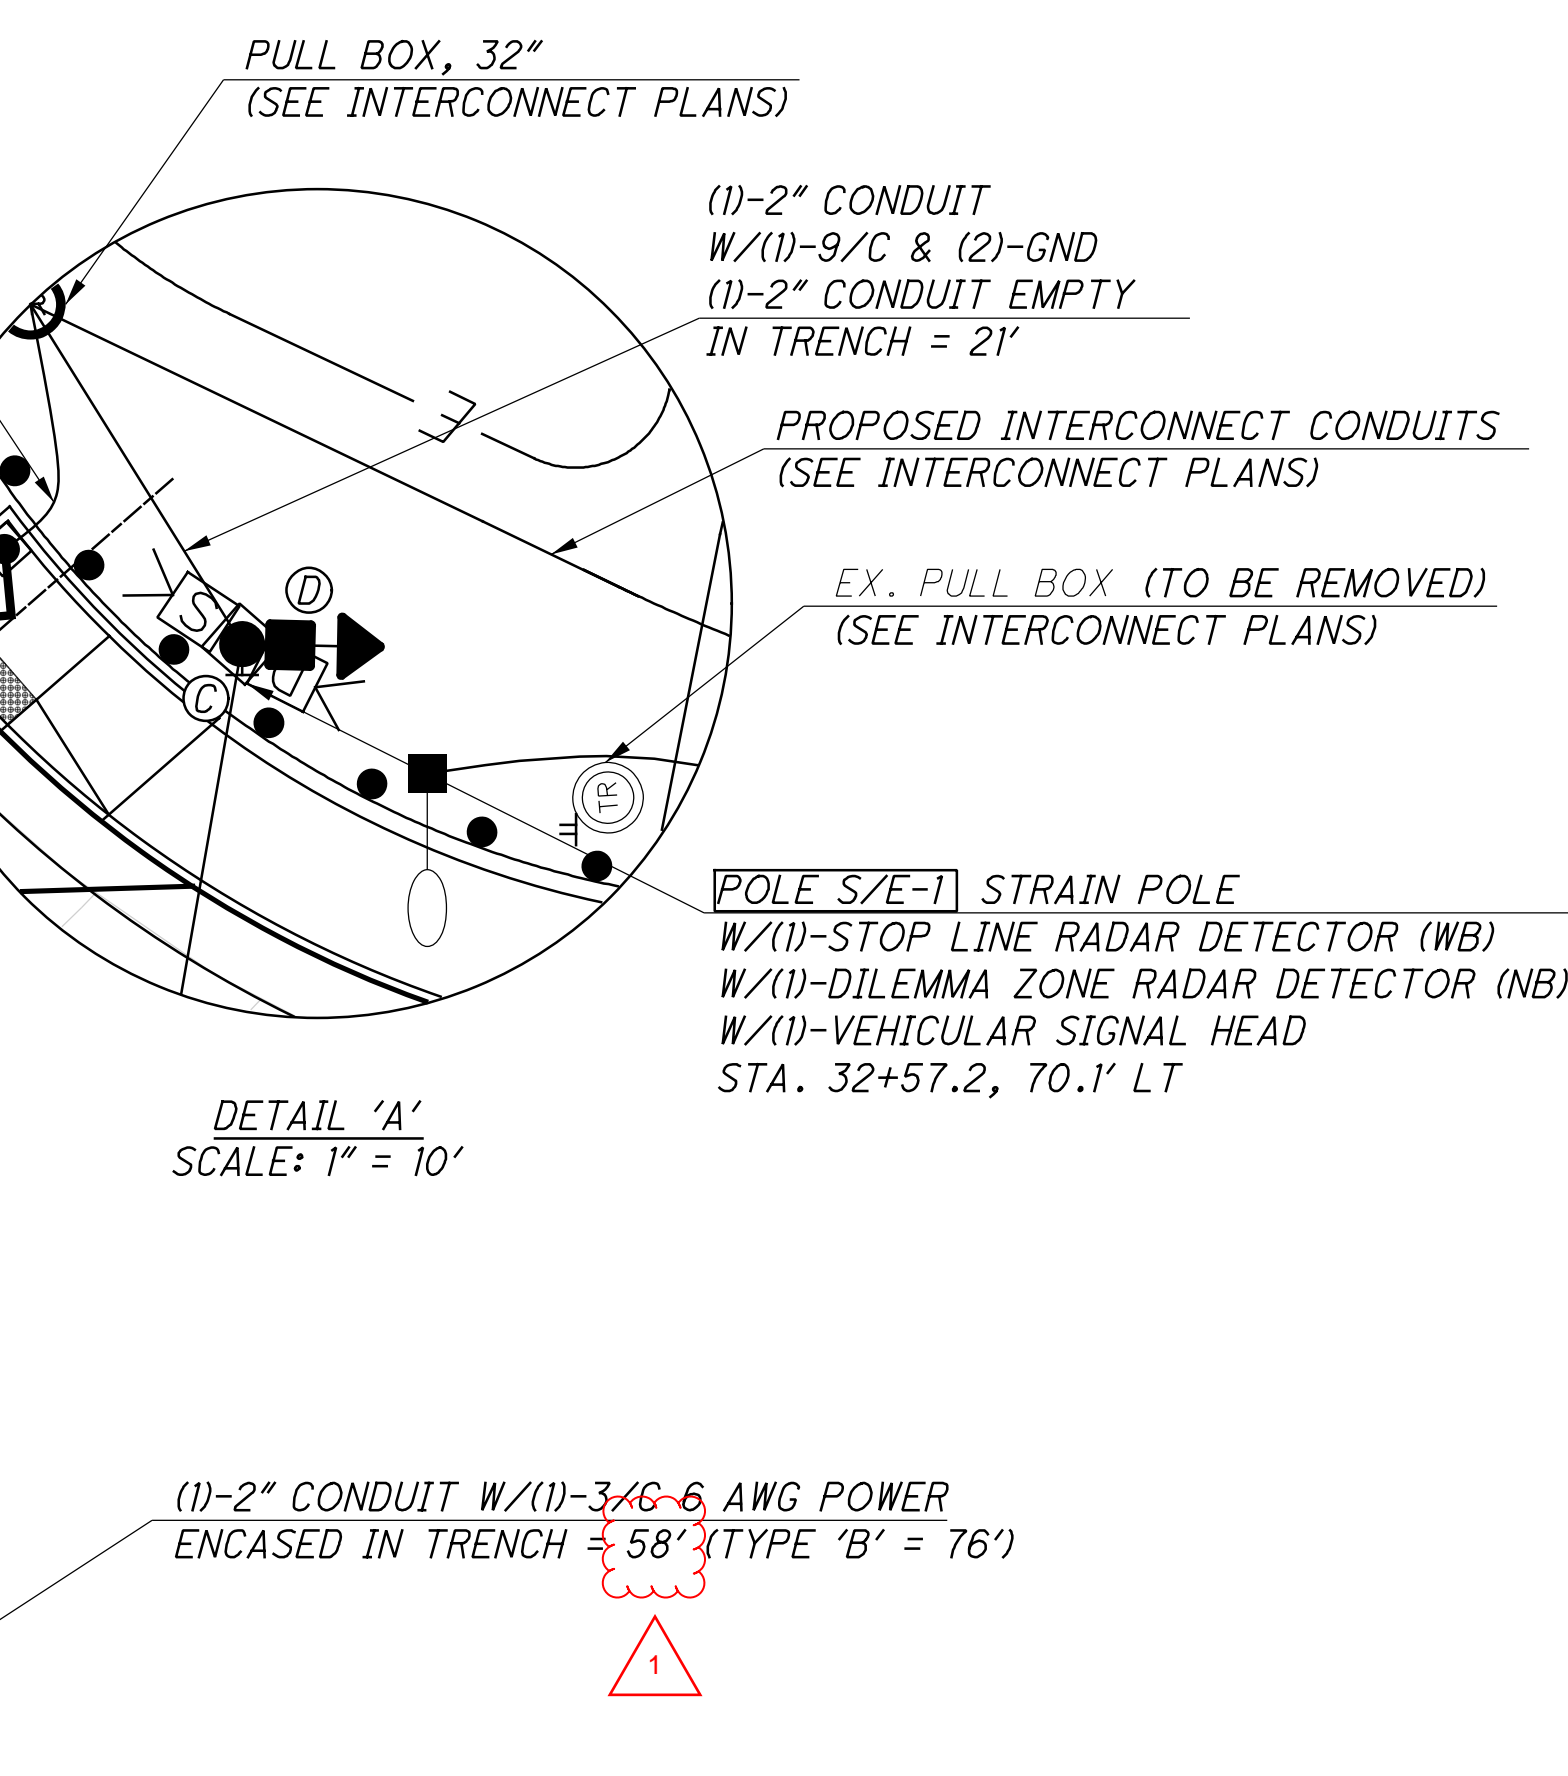 PULL BOX, 32"
(SEE INTERCONNECT PLANS)
(1)-2" CONDUIT
W/(1)-9/C & (2)-GND
(1)-2" CONDUIT EMPTY
IN TRENCH = 21'
PROPOSED INTERCONNECT CONDUITS
(SEE INTERCONNECT PLANS)
E
EX. PULL BOX (TO BE REMOVED)
(SEE INTERCONNECT PLANS)
S
D
D
C
TR
POLE S/E-1 STRAIN POLE
W/(1)-STOP LINE RADAR DETECTOR (WB)
W/(1)-DILEMMA ZONE RADAR DETECTOR (NB)
W/(1)-VEHICULAR SIGNAL HEAD
STA. 32+57.2, 70.1' LT
DETAIL 'A'
SCALE: 1" = 10'
(1)-2" CONDUIT W/(1)-3/C 6 AWG POWER
ENCASED IN TRENCH = 58' (TYPE 'B' = 76')
1